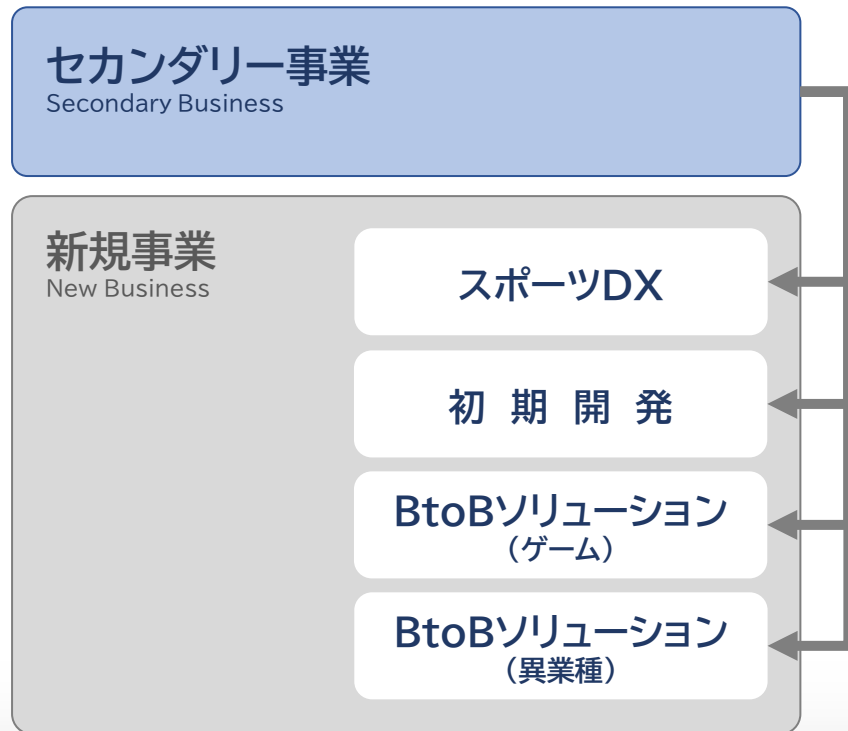 セカンダリー事業
Secondary Business
新規事業
New Business
スポーツDX
初 期 開 発
BtoBソリューション
（ゲーム）
BtoBソリューション
（異業種）